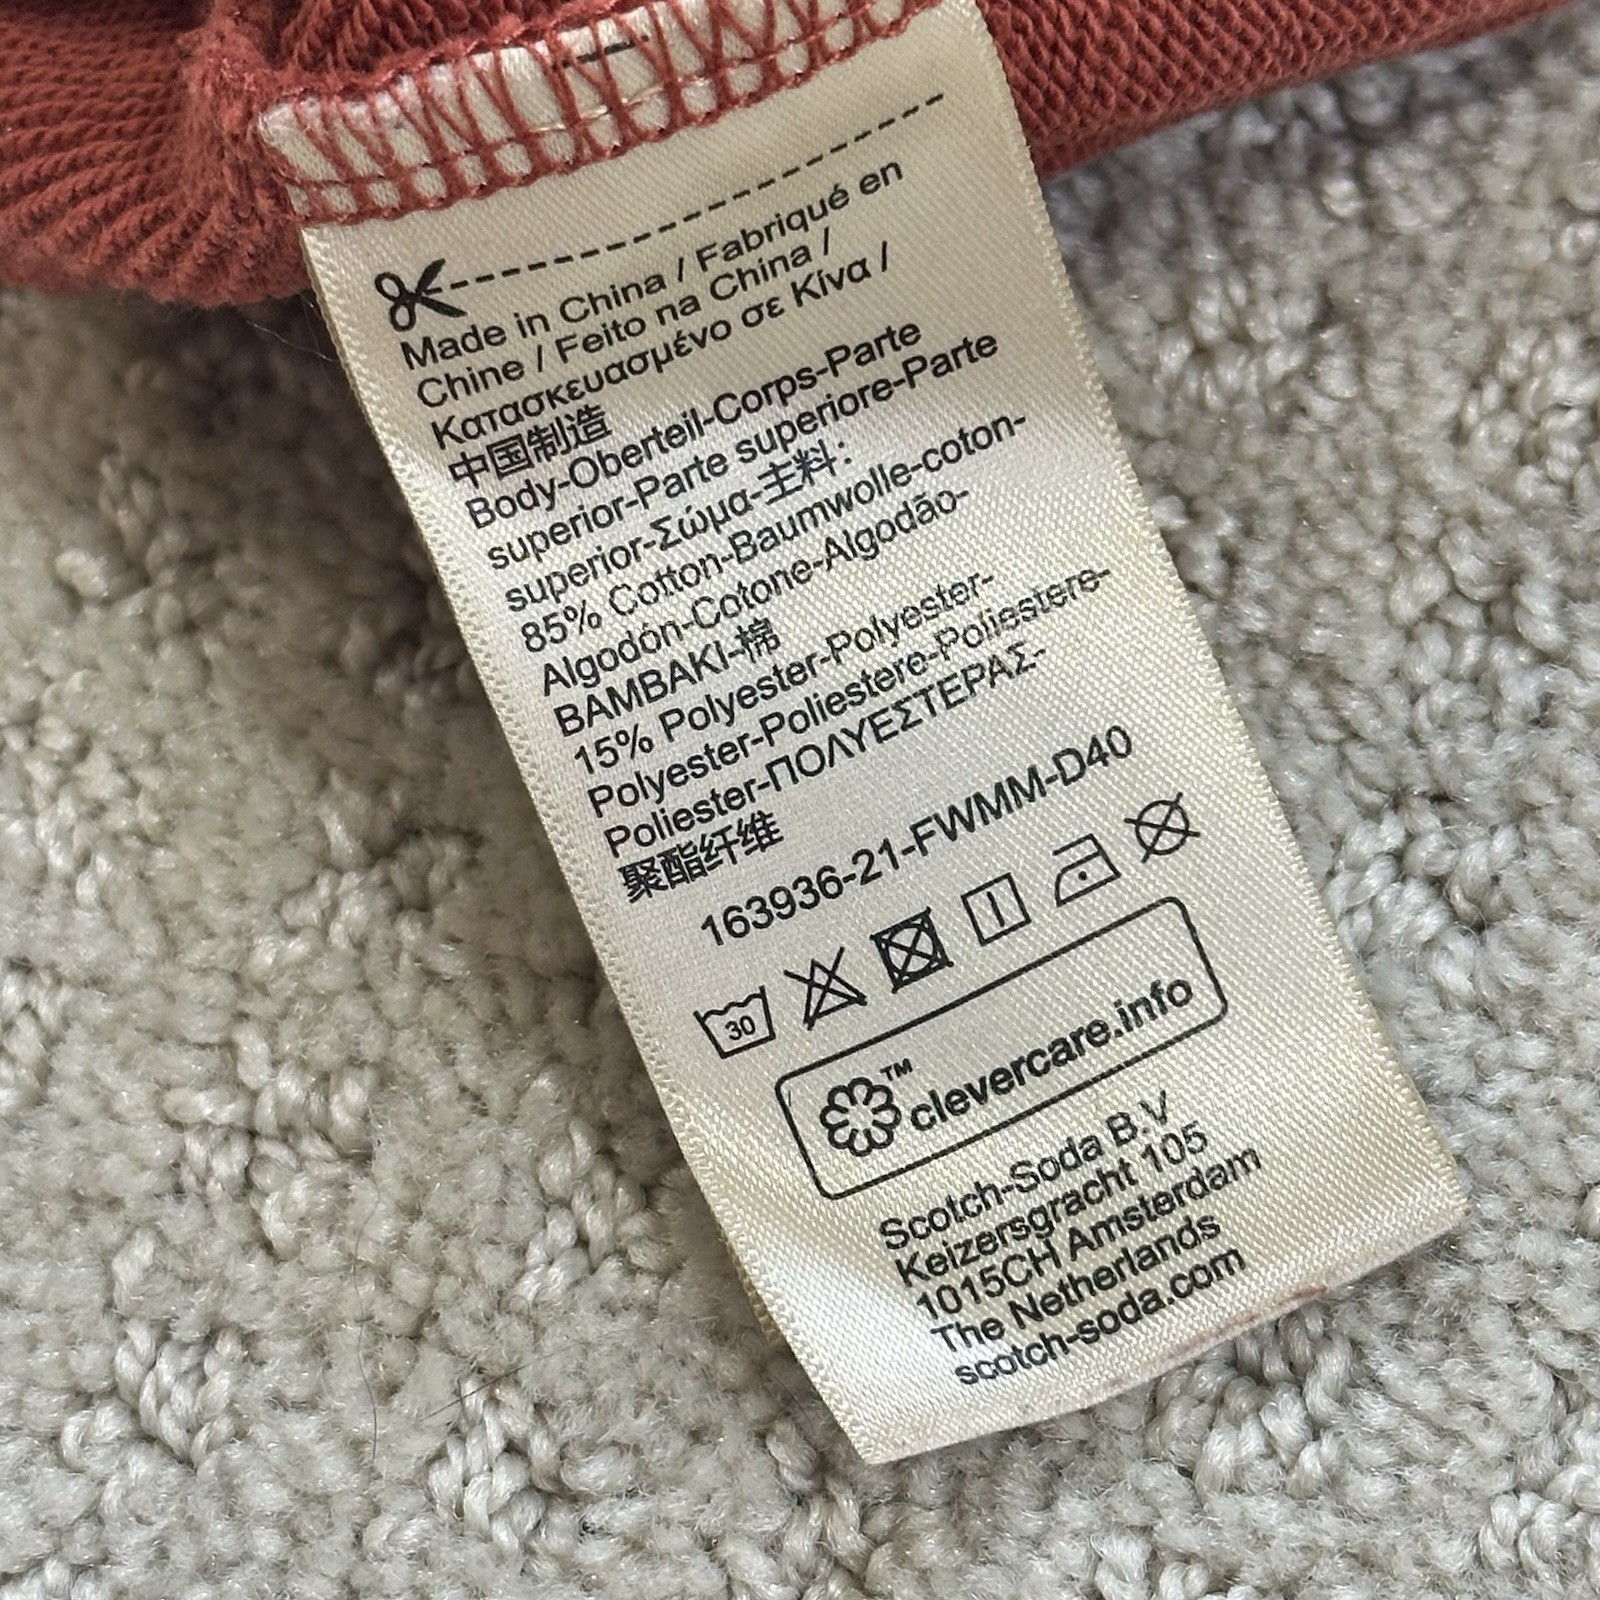 Made in China / Fabriqué en
Chine / Feito na China /
Κατασκευασμένο σε Κίνα /
中国制造
Body-Oberteil-Corps-Parte
superior-Parte superiore-Parte
superior-Σώμα-主料:
85% Cotton-Baumwolle-coton-
Algodón-Cotone-Algodão-
BAMBAKI-棉
15% Polyester-Polyester-
Polyester-Poliestere-Poliestere-
Poliester-ΠΟΛΥΕΣΤΕΡΑΣ-
聚酯纤维
163936-21-FWMM-D40
30
™clevercare.info
Scotch-Soda B.V
Keizersgracht 105
1015CH Amsterdam
The Netherlands
scotch-soda.com